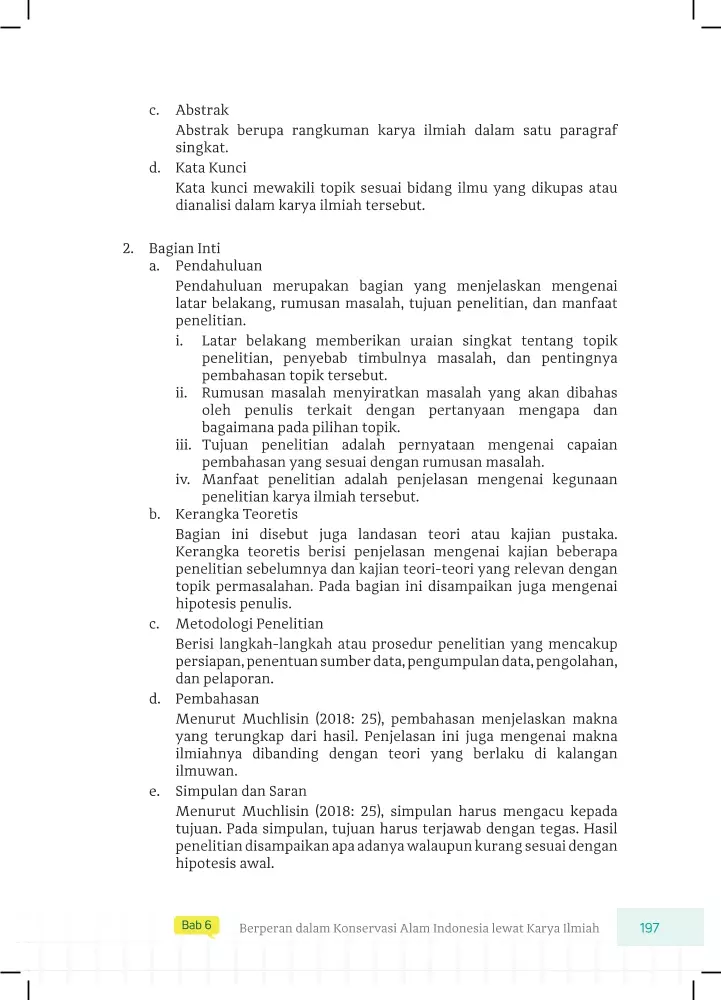 c. Abstrak
Abstrak berupa rangkuman karya ilmiah dalam satu paragraf
singkat.
d. Kata Kunci
Kata kunci mewakili topik sesuai bidang ilmu yang dikupas atau
dianalisi dalam karya ilmiah tersebut.
2. Bagian Inti
a. Pendahuluan
Pendahuluan merupakan bagian yang menjelaskan mengenai
latar belakang, rumusan masalah, tujuan penelitian, dan manfaat
penelitian.
i. Latar belakang memberikan uraian singkat tentang topik
penelitian, penyebab timbulnya masalah, dan pentingnya
pembahasan topik tersebut.
ii. Rumusan masalah menyiratkan masalah yang akan dibahas
oleh penulis terkait dengan pertanyaan mengapa dan
bagaimana pada pilihan topik.
iii. Tujuan penelitian adalah pernyataan mengenai capaian
pembahasan yang sesuai dengan rumusan masalah.
iv. Manfaat penelitian adalah penjelasan mengenai kegunaan
penelitian karya ilmiah tersebut.
b. Kerangka Teoretis
Bagian ini disebut juga landasan teori atau kajian pustaka.
Kerangka teoretis berisi penjelasan mengenai kajian beberapa
penelitian sebelumnya dan kajian teori-teori yang relevan dengan
topik permasalahan. Pada bagian ini disampaikan juga mengenai
hipotesis penulis.
c. Metodologi Penelitian
Berisi langkah-langkah atau prosedur penelitian yang mencakup
persiapan, penentuan sumber data, pengumpulan data, pengolahan,
dan pelaporan.
d. Pembahasan
Menurut Muchlisin (2018: 25), pembahasan menjelaskan makna
yang terungkap dari hasil. Penjelasan ini juga mengenai makna
ilmiahnya dibanding dengan teori yang berlaku di kalangan
ilmuwan.
e. Simpulan dan Saran
Menurut Muchlisin (2018: 25), simpulan harus mengacu kepada
tujuan. Pada simpulan, tujuan harus terjawab dengan tegas. Hasil
penelitian disampaikan apa adanya walaupun kurang sesuai dengan
hipotesis awal.
Bab 6 Berperan dalam Konservasi Alam Indonesia lewat Karya Ilmiah 197